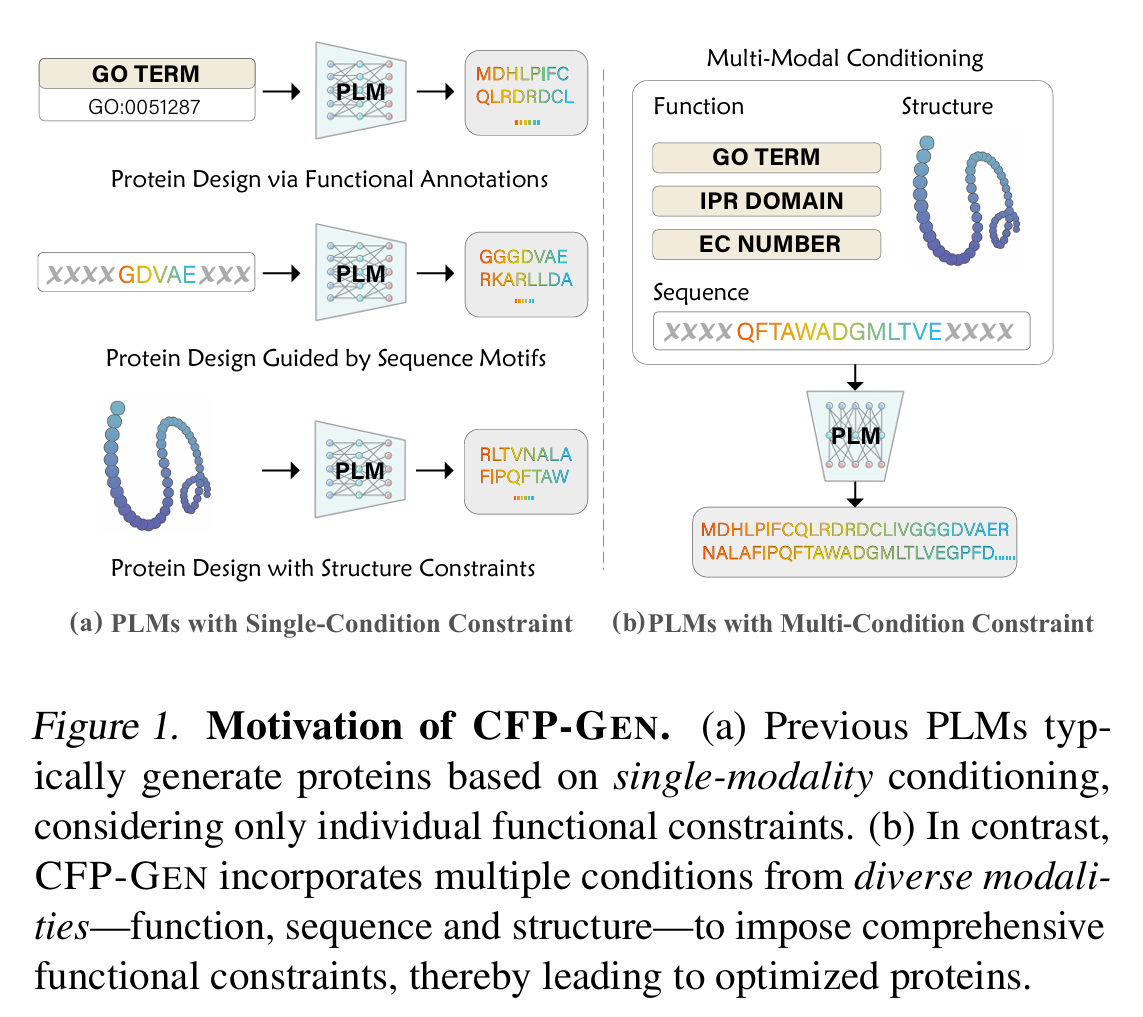 GO TERM
GO:0051287
PLM
MDHLPIFC
QLRDRDCL
Protein Design via Functional Annotations
XXXXGDVAEXXX
PLM
GGGDVAE
RKARLLDA
Protein Design Guided by Sequence Motifs
PLM
RLTVNALA
FIPQFTAW
Protein Design with Structure Constraints
(a) PLMs with Single-Condition Constraint
Multi-Modal Conditioning
Function
Structure
GO TERM
IPR DOMAIN
EC NUMBER
Sequence
XXXXQFTAWADGMLTVEXXXX
PLM
MDHLPIFCQLRDRDCLIVGGGDVAER
NALAFIPQFTAWADGMLTLVEGPFD......
(b)PLMs with Multi-Condition Constraint
Figure 1. Motivation of CFP-GEN. (a) Previous PLMs typ-
ically generate proteins based on single-modality conditioning,
considering only individual functional constraints. (b) In contrast,
CFP-GEN incorporates multiple conditions from diverse modali-
ties—function, sequence and structure—to impose comprehensive
functional constraints, thereby leading to optimized proteins.